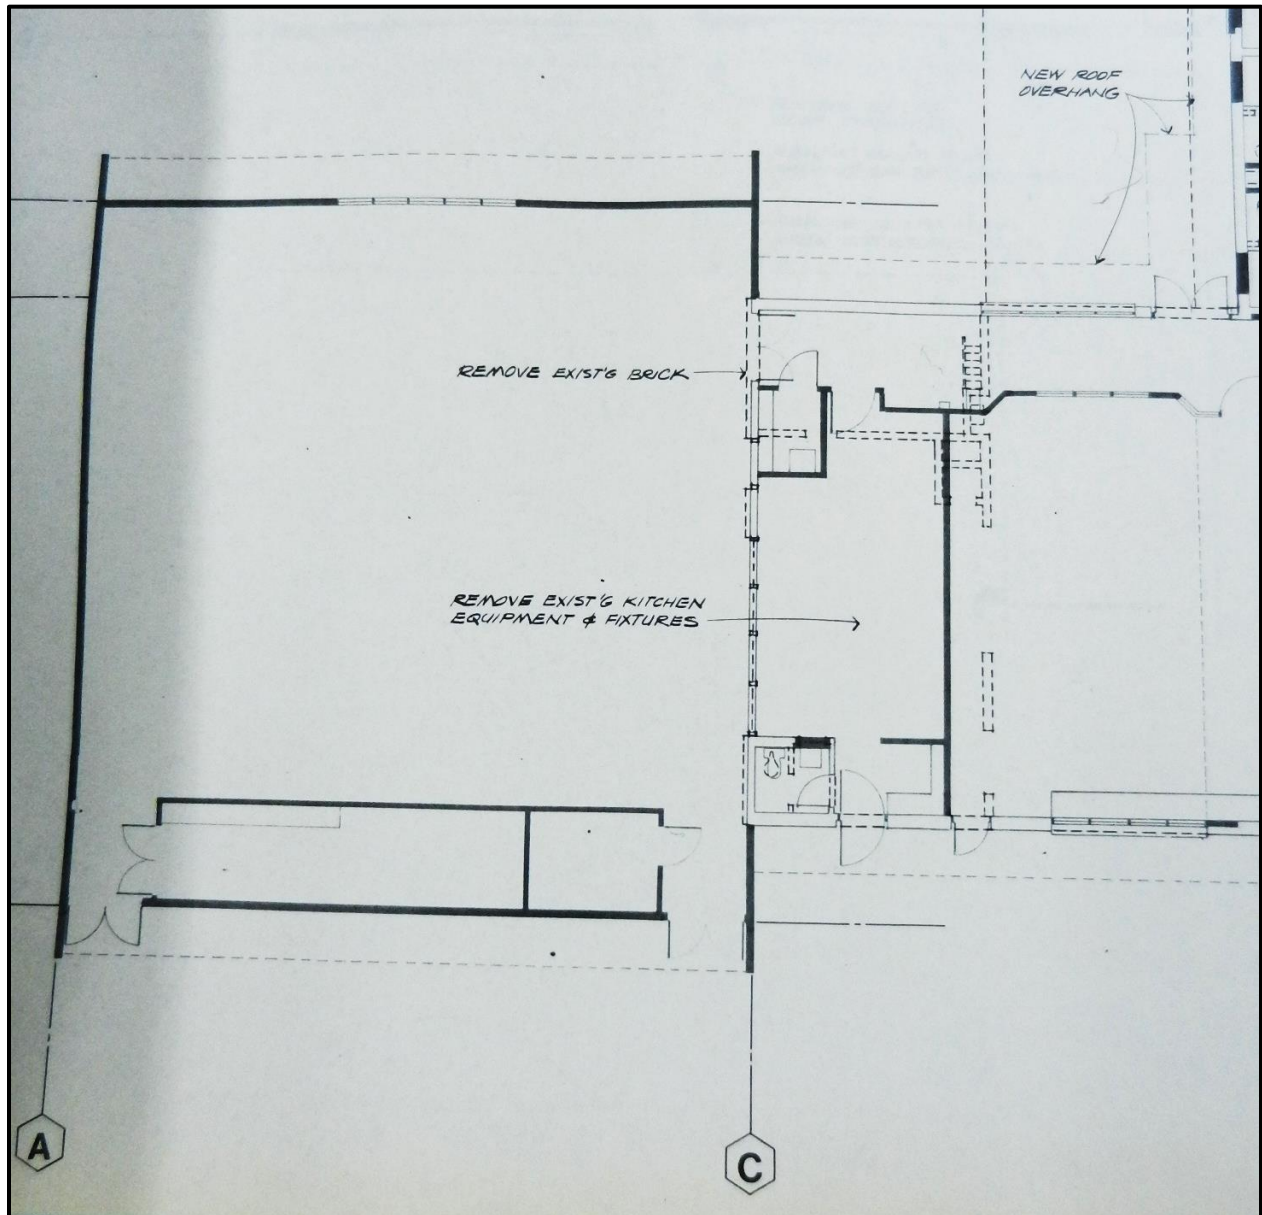 NEW ROOF
OVERHANG
REMOVE EXIST'G BRICK
REMOVE EXIST'G KITCHEN
EQUIPMENT & FIXTURES
A
C